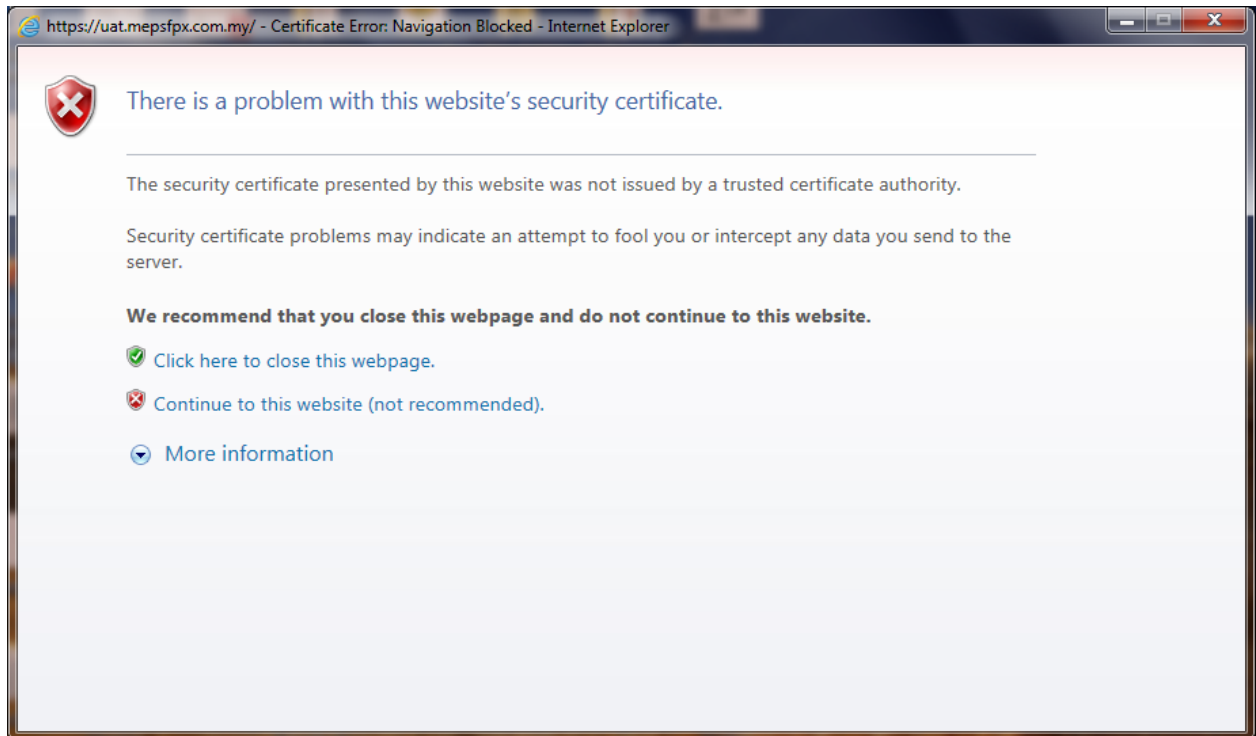 https://uat.mepsfpx.com.my/ - Certificate Error: Navigation Blocked - Internet Explorer
There is a problem with this website's security certificate.
The security certificate presented by this website was not issued by a trusted certificate authority.
Security certificate problems may indicate an attempt to fool you or intercept any data you send to the
server.
We recommend that you close this webpage and do not continue to this website.
Click here to close this webpage.
Continue to this website (not recommended).
More information